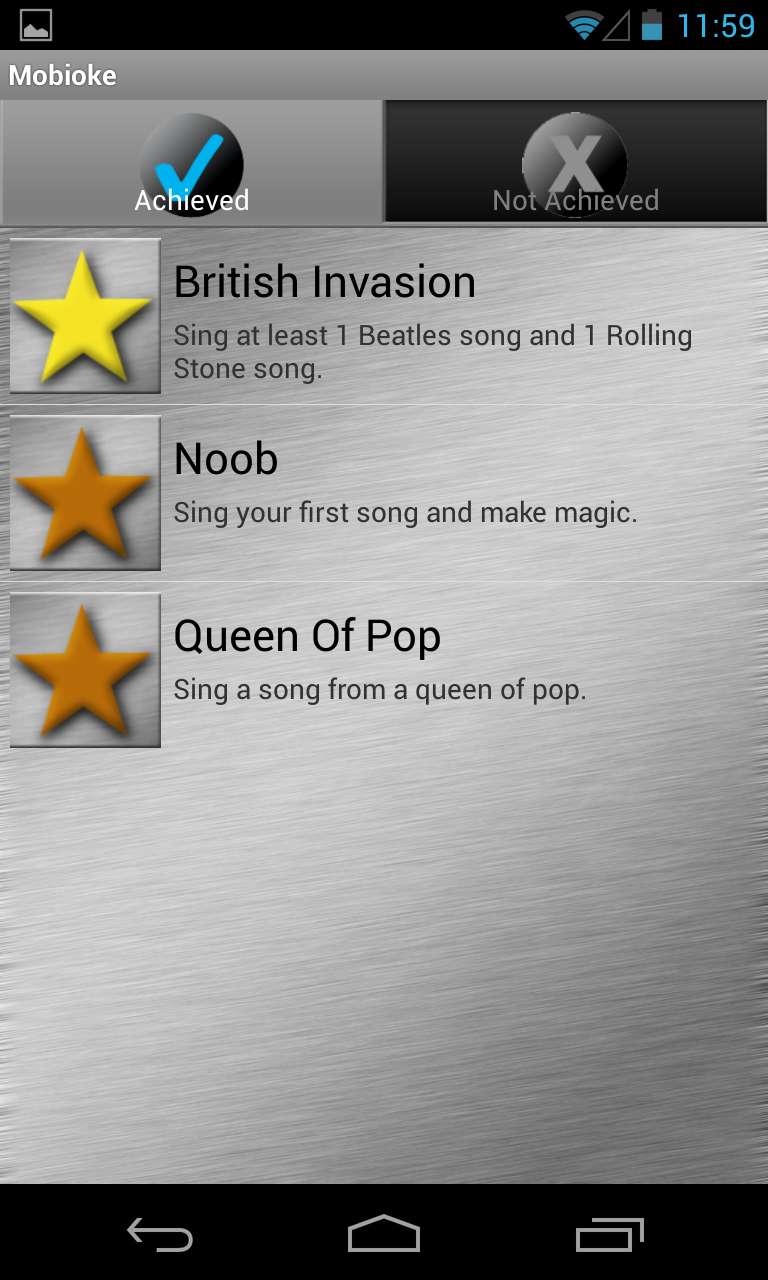 11:59
Mobioke
Achieved
Not Achieved
British Invasion
Sing at least 1 Beatles song and 1 Rolling
Stone song.
Noob
Sing your first song and make magic.
Queen Of Pop
Sing a song from a queen of pop.